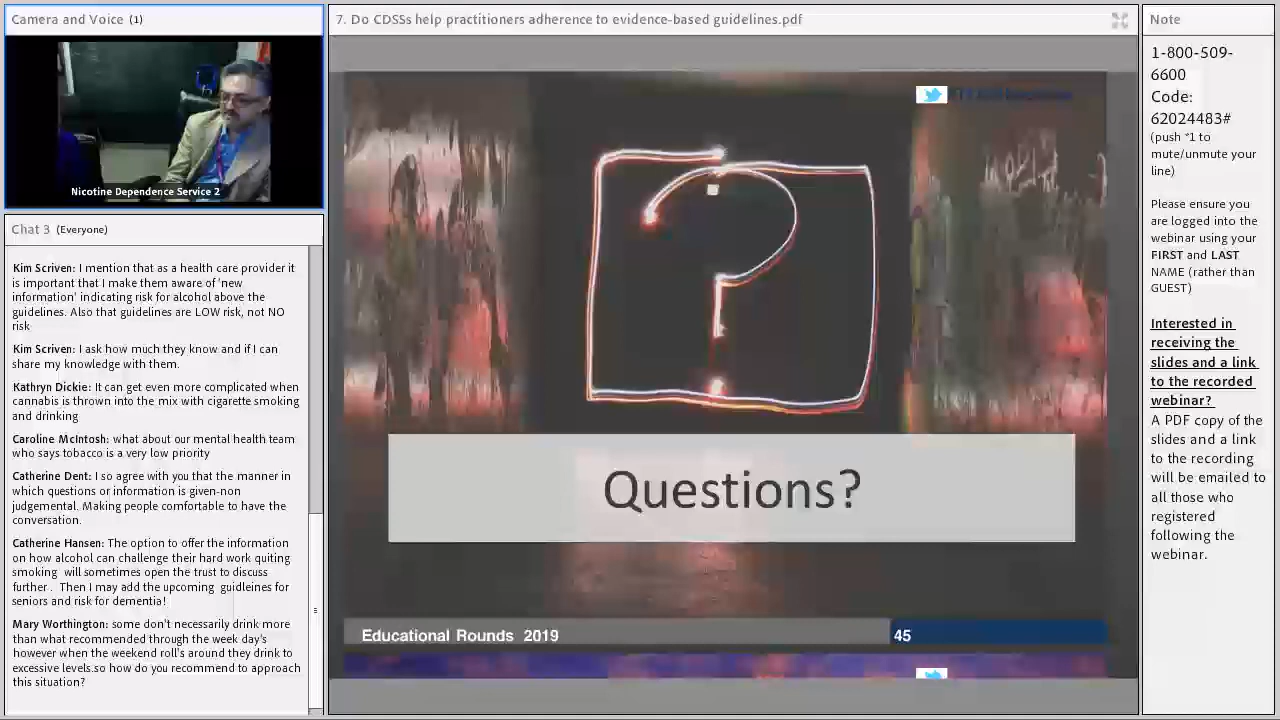 Camera and Voice (1)
Nicotine Dependence Service 2
Chat 3 (Everyone)
Kim Scriven: I mention that as a health care provider it
is important that I make them aware of 'new
information' indicating risk for alcohol above the
guidelines. Also that guidelines are LOW risk, not NO
risk
Kim Scriven: I ask how much they know and if I can
share my knowledge with them.
Kathryn Dickie: It can get even more complicated when
cannabis is thrown into the mix with cigarette smoking
and drinking
Caroline McIntosh: what about our mental health team
who says tobacco is a very low priority
Catherine Dent: I so agree with you that the manner in
which questions or information is given-non
judgemental. Making people comfortable to have the
conversation.
Catherine Hansen: The option to offer the information
on how alcohol can challenge their hard work quiting
smoking will sometimes open the trust to discuss
further . Then I may add the upcoming guidleines for
seniors and risk for dementia!
Mary Worthington: some don't necessarily drink more
than what recommended through the week day's
however when the weekend roll's around they drink to
excessive levels.so how do you recommend to approach
this situation?
7. Do CDSSs help practitioners adherence to evidence-based guidelines.pdf
?
Questions?
Educational Rounds 2019
45
Note
1-800-509-
6600
Code:
62024483#
(push *1 to
mute/unmute your
line)
Please ensure you
are logged into the
webinar using your
FIRST and LAST
NAME (rather than
GUEST)
Interested in
receiving the
slides and a link
to the recorded
webinar?
A PDF copy of the
slides and a link
to the recording
will be emailed to
all those who
registered
following the
webinar.